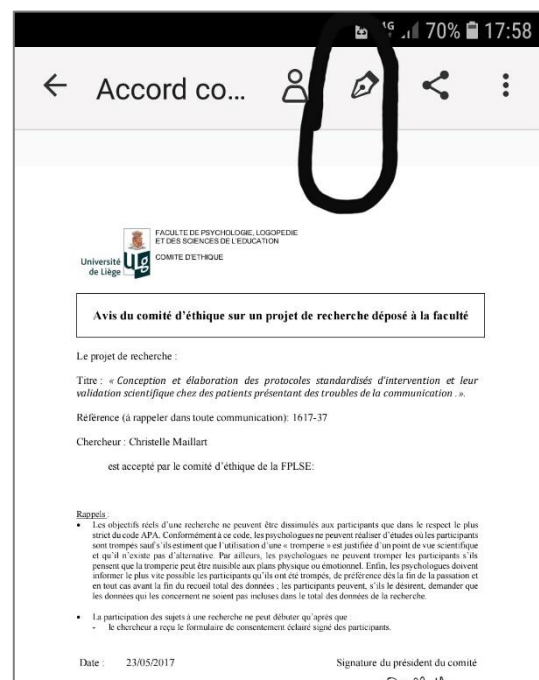 4G 70% 17:58
Accord co...
FACULTE DE PSYCHOLOGIE, LOGOPEDIE
ET DES SCIENCES DE L'EDUCATION
COMITE D'ETHIQUE
Université
de Liège
Avis du comité d'éthique sur un projet de recherche déposé à la faculté
Le projet de recherche :
Titre : « Conception et élaboration des protocoles standardisés d'intervention et leur
validation scientifique chez des patients présentant des troubles de la communication . ».
Référence (à rappeler dans toute communication): 1617-37
Chercheur : Christelle Maillart
est accepté par le comité d'éthique de la FPLSE:
Rappels :
• Les objectifs réels d'une recherche ne peuvent être dissimulés aux participants que dans le respect le plus
strict du code APA. Conformément à ce code, les psychologues ne peuvent réaliser d'études où les participants
sont trompés sauf s'ils estiment que l'utilisation d'une « tromperie » est justifiée d'un point de vue scientifique
et qu'il n'existe pas d'alternative. Par ailleurs, les psychologues ne peuvent tromper les participants s'ils
pensent que la tromperie peut être nuisible aux plans physique ou émotionnel. Enfin, les psychologues doivent
informer le plus vite possible les participants qu'ils ont été trompés, de préférence dès la fin de la passation et
en tout cas avant la fin du recueil total des données ; les participants peuvent, s'ils le désirent, demander que
les données qui les concernent ne soient pas incluses dans le total des données de la recherche.
• La participation des sujets à une recherche ne peut débuter qu'après que
- le chercheur a reçu le formulaire de consentement éclairé signé des participants.
Date : 23/05/2017 Signature du président du comité